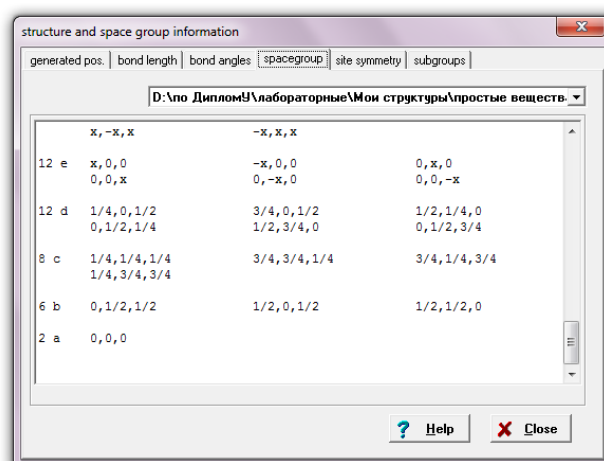 structure and space group information
generated pos. bond length bond angles spacegroup site symmetry subgroups
D:\по ДипломУ\лабораторные\Мои структуры\простые веществ
x,-x,x -x,x,x
12 e x,0,0 -x,0,0 0,x,0
0,0,x 0,-x,0 0,0,-x
12 d 1/4,0,1/2 3/4,0,1/2 1/2,1/4,0
0,1/2,1/4 1/2,3/4,0 0,1/2,3/4
8 c 1/4,1/4,1/4 3/4,3/4,1/4 3/4,1/4,3/4
1/4,3/4,3/4
6 b 0,1/2,1/2 1/2,0,1/2 1/2,1/2,0
2 a 0,0,0
? Help X Close